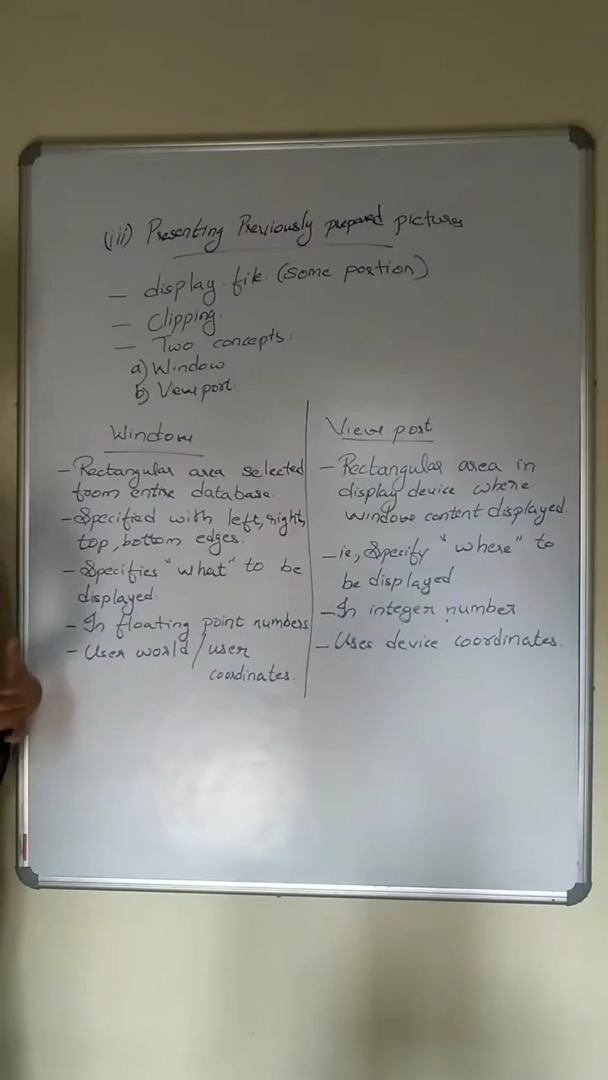 (iii) Presenting Previously prepared pictures
- display file. (some portion)
- Clipping.
- Two concepts:
a) Window
b) View port.
Window
- Rectangular area selected
from entire database.
- Specified with left, right,
top, bottom edges.
- Specifies "what" to be
displayed.
- In floating point numbers
- User world / user
coordinates.
View port
- Rectangular area in
display device where
window content displayed.
- ie, Specify "where" to
be displayed
- In integer number
- Uses device coordinates.